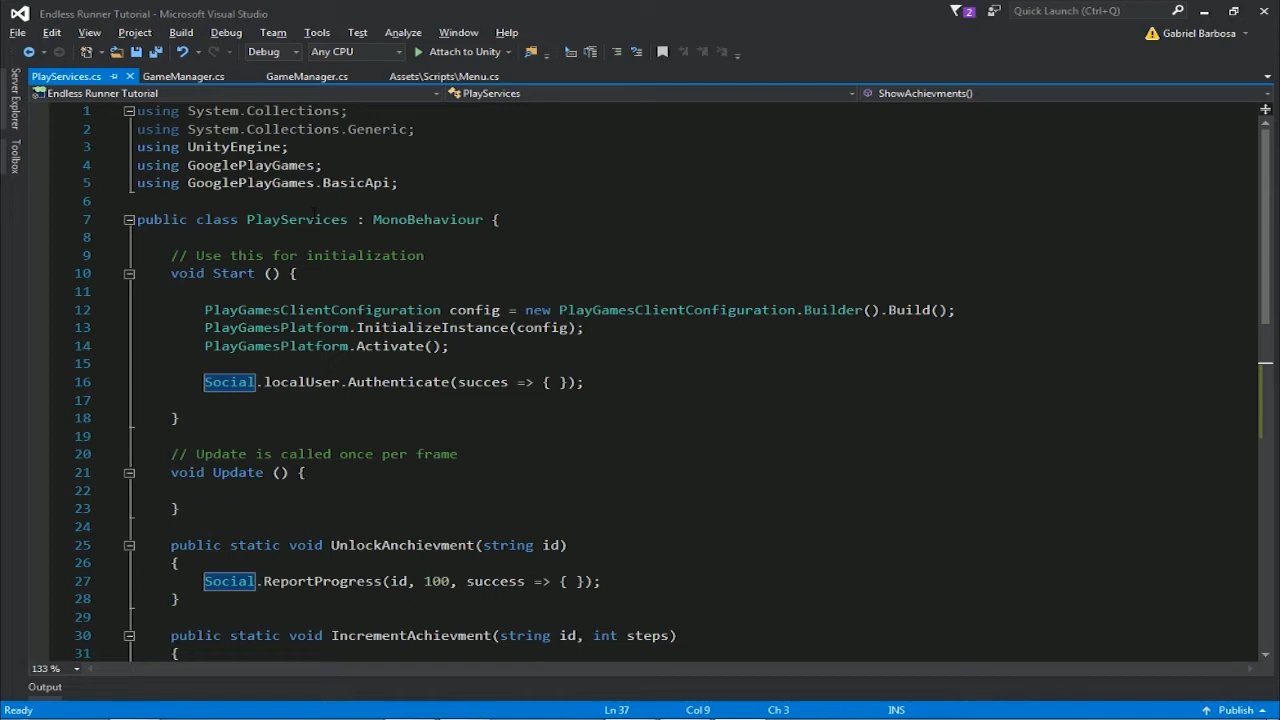 Endless Runner Tutorial - Microsoft Visual Studio
2
Quick Launch (Ctrl+Q)
File Edit View Project Build Debug Team Tools Test Analyze Window Help
Gabriel Barbosa
Debug Any CPU Attach to Unity
Server Explorer
Toolbox
PlayServices.cs GameManager.cs GameManager.cs Assets\Scripts\Menu.cs
Endless Runner Tutorial PlayServices ShowAchievments()
1 using System.Collections;
2 using System.Collections.Generic;
3 using UnityEngine;
4 using GooglePlayGames;
5 using GooglePlayGames.BasicApi;
6
7 public class PlayServices : MonoBehaviour {
8
9 // Use this for initialization
10 void Start () {
11
12 PlayGamesClientConfiguration config = new PlayGamesClientConfiguration.Builder().Build();
13 PlayGamesPlatform.InitializeInstance(config);
14 PlayGamesPlatform.Activate();
15
16 Social.localUser.Authenticate(succes => { });
17
18 }
19
20 // Update is called once per frame
21 void Update () {
22
23 }
24
25 public static void UnlockAnchievment(string id)
26 {
27 Social.ReportProgress(id, 100, success => { });
28 }
29
30 public static void IncrementAchievment(string id, int steps)
31 {
133 %
Output
Ready Ln 37 Col 9 Ch 3 INS Publish